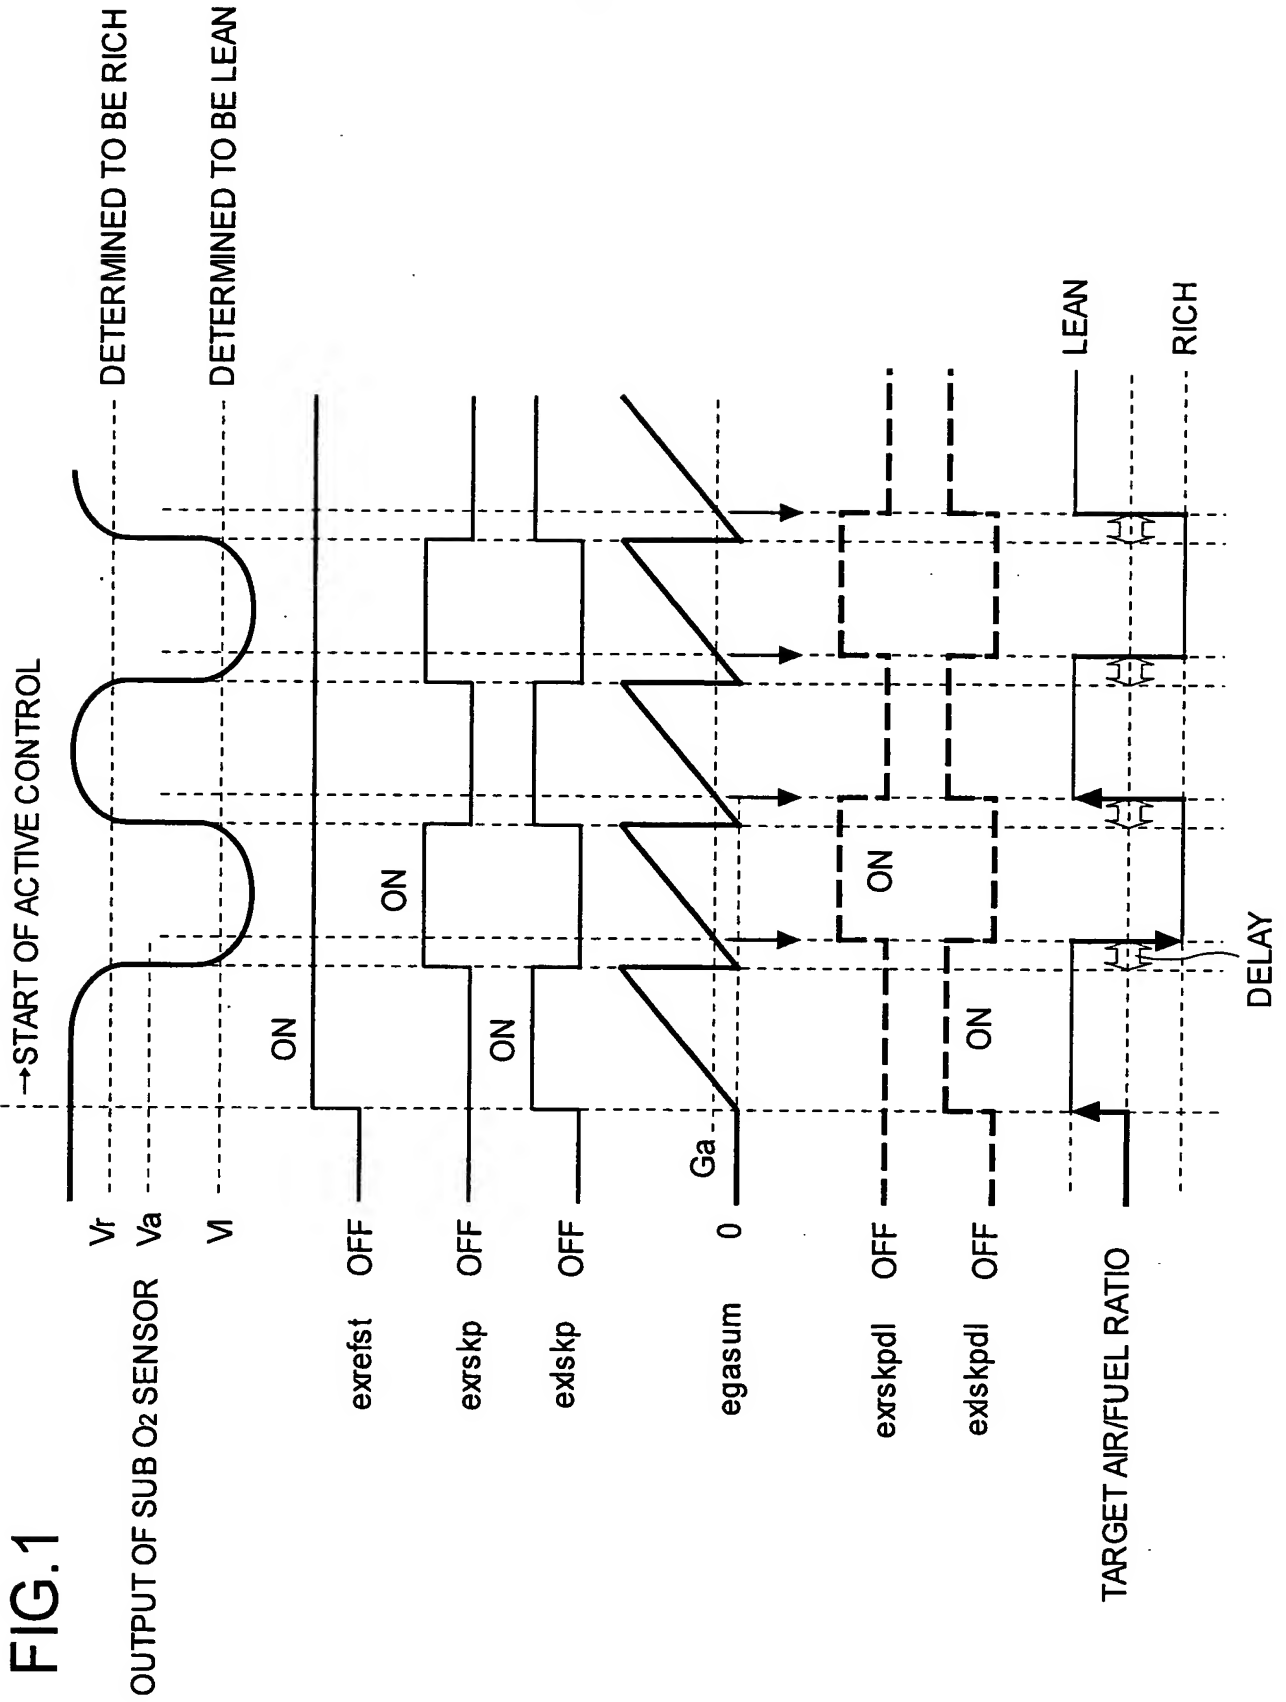 FIG.1
→START OF ACTIVE CONTROL
OUTPUT OF SUB O2 SENSOR
Vr
Va
Vl
DETERMINED TO BE RICH
DETERMINED TO BE LEAN
exrefst OFF
ON
exrskp OFF
ON
exlskp OFF
ON
egasum 0
Ga
exrskpdl OFF
ON
exlskpdl OFF
ON
TARGET AIR/FUEL RATIO
LEAN
RICH
DELAY